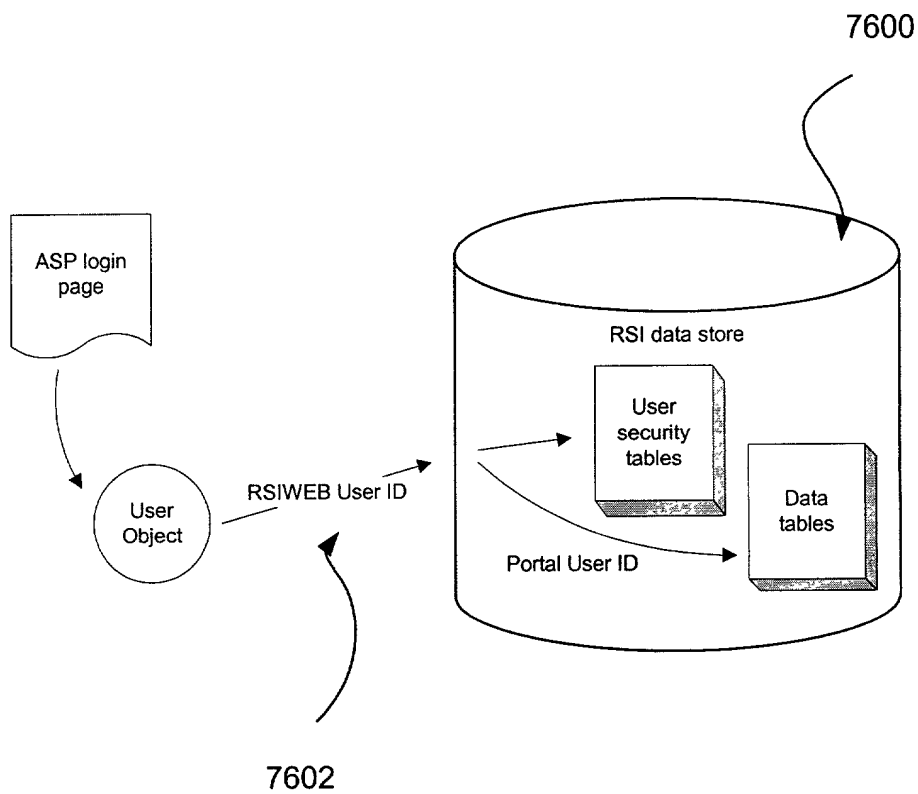 7600
ASP login
page
RSI data store
User
security
tables
RSIWEB User ID
User
Object
Data
tables
Portal User ID
7602